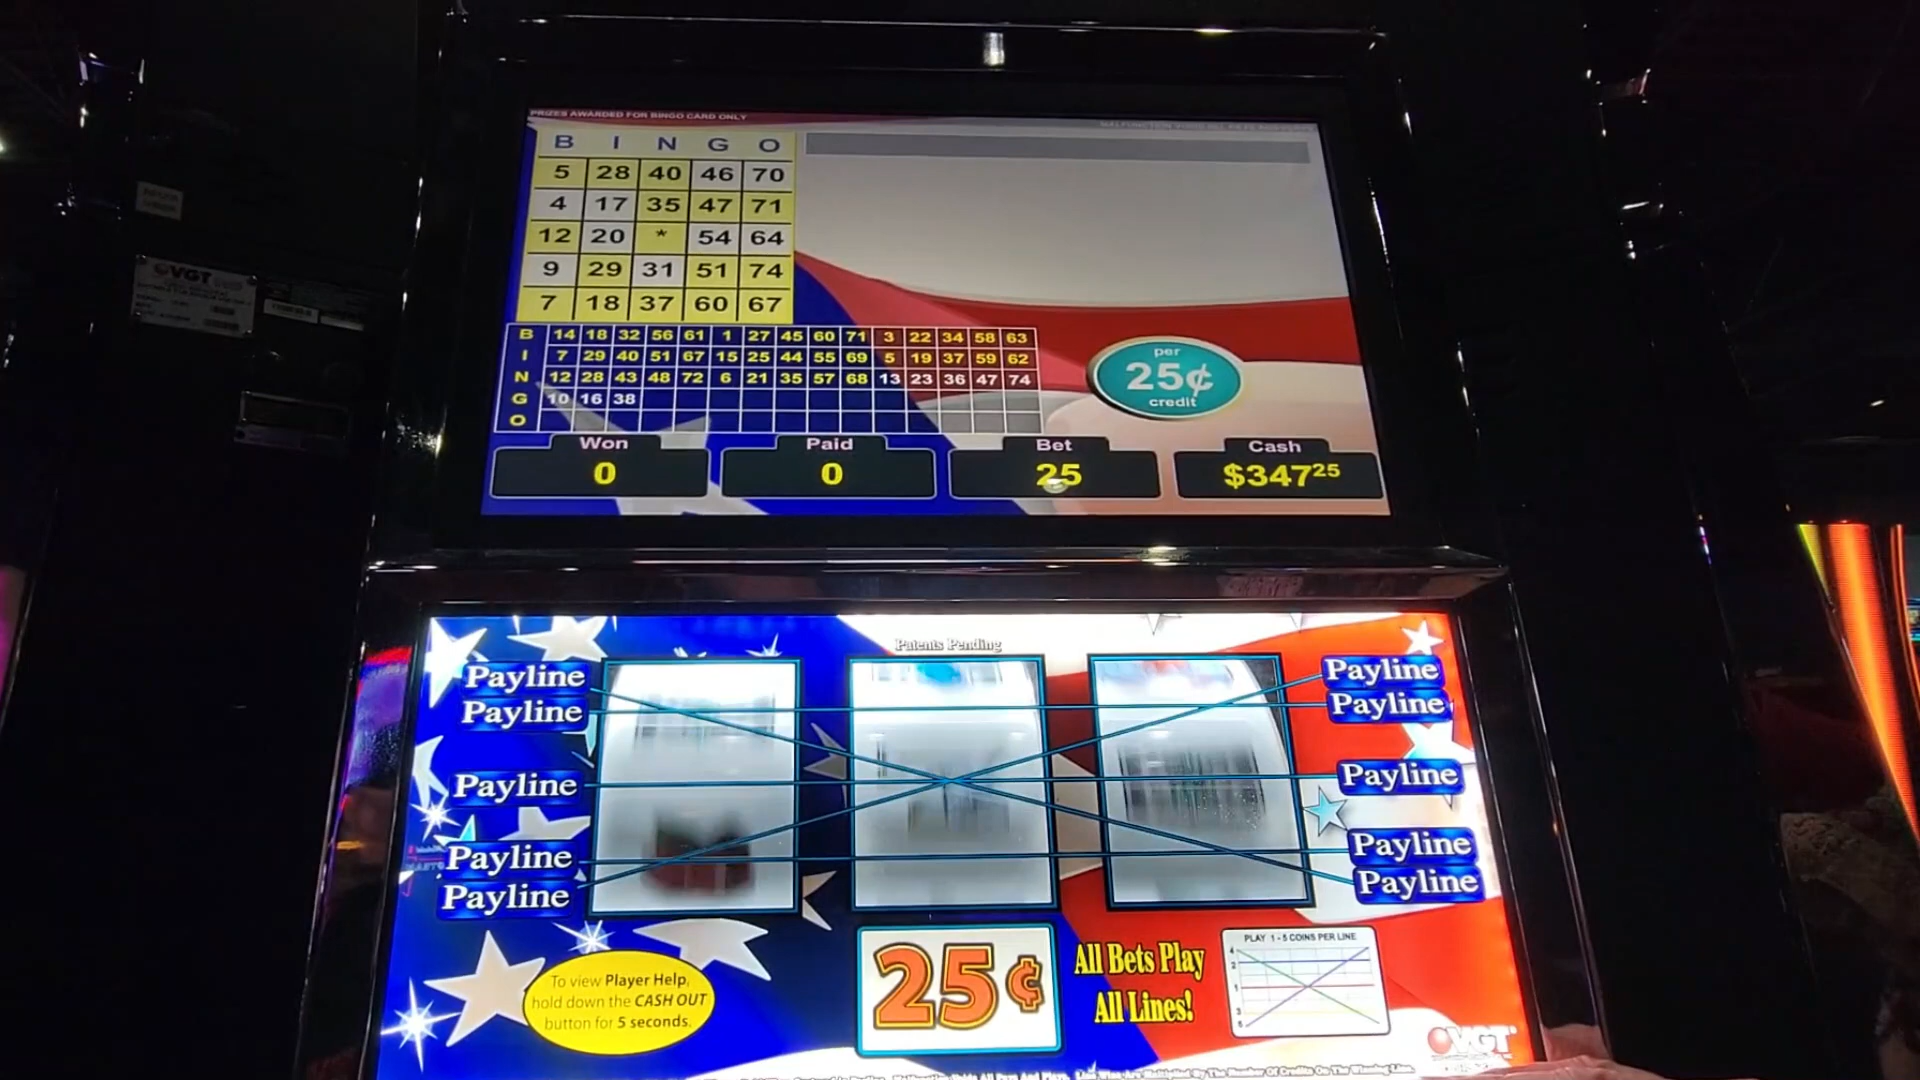 PRIZES AWARDED FOR BINGO CARD ONLY
B I N G O
5 28 40 46 70
4 17 35 47 71
12 20 * 54 64
9 29 31 51 74
7 18 37 60 67
B 14 18 32 56 61 1 27 45 60 71 3 22 34 58 63
I 7 29 40 51 67 15 25 44 55 69 5 19 37 59 62
N 12 28 43 48 72 6 21 35 57 68 13 23 36 47 74
G 10 16 38
O
per
25¢
credit
Won Paid Bet Cash
0 0 25 $347 25
VGT
Patents Pending
Payline Payline
Payline Payline
Payline Payline
Payline Payline
Payline Payline
To view Player Help,
hold down the CASH OUT
button for 5 seconds.
25¢
All Bets Play
All Lines!
PLAY 1 - 5 COINS PER LINE
VGT